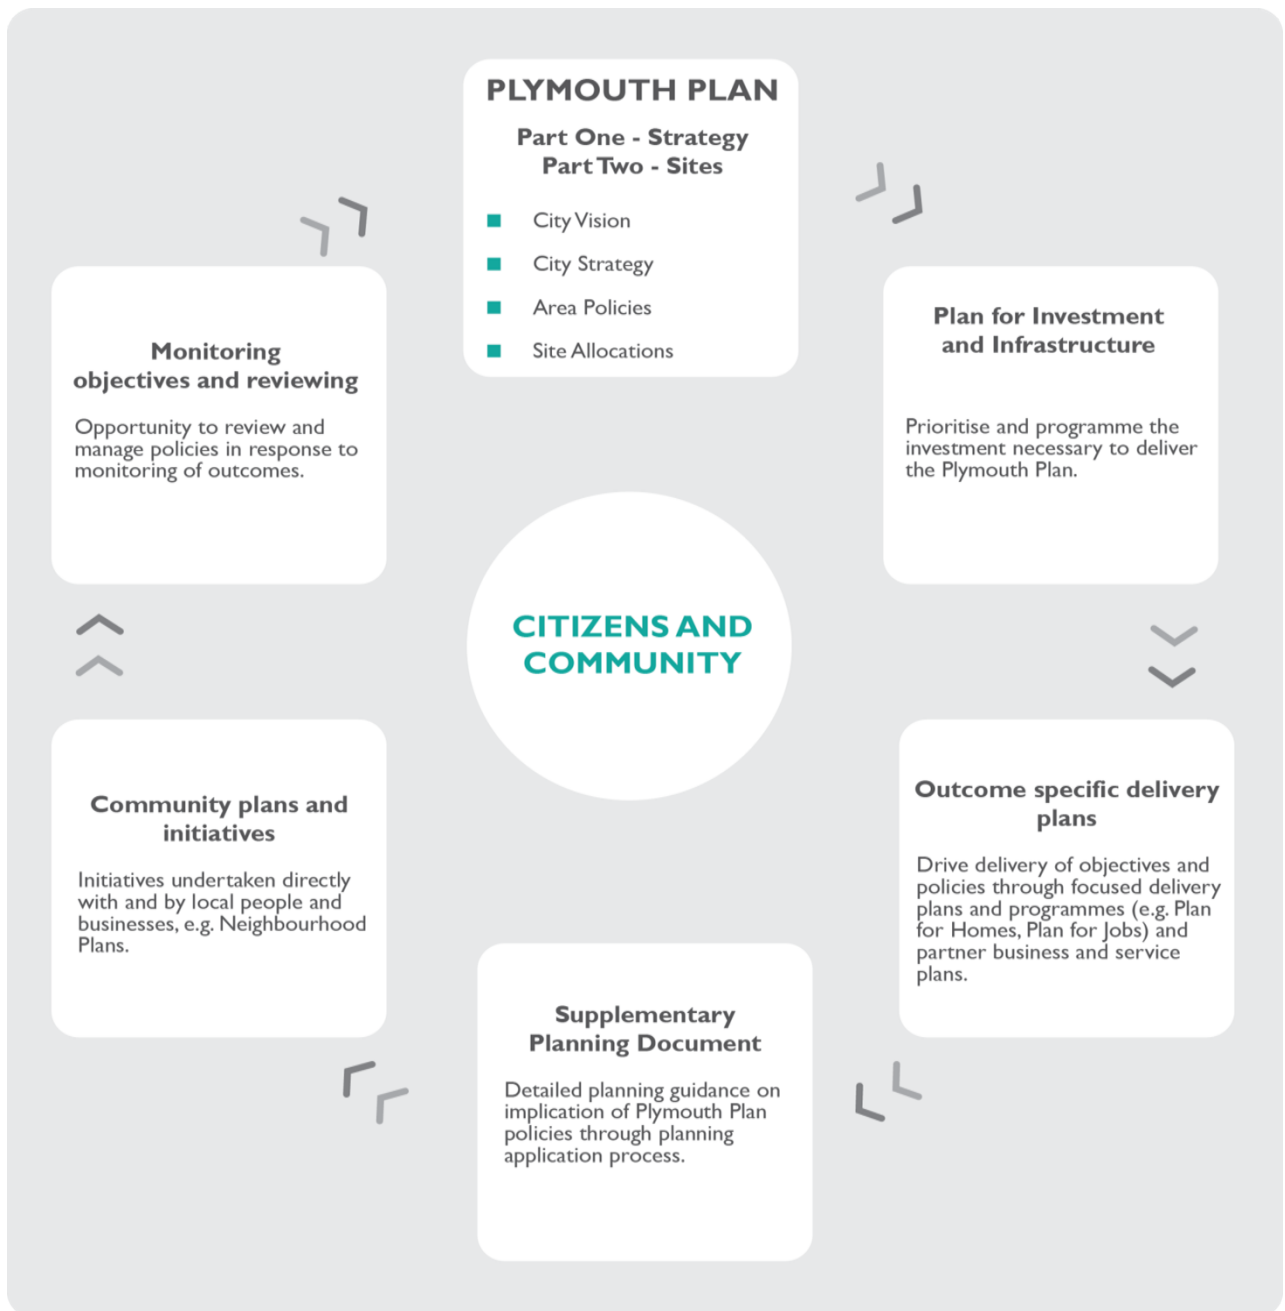 PLYMOUTH PLAN
Part One - Strategy
Part Two - Sites
City Vision
City Strategy
Area Policies
Site Allocations
Plan for Investment
and Infrastructure
Prioritise and programme the
investment necessary to deliver
the Plymouth Plan.
Outcome specific delivery
plans
Drive delivery of objectives and
policies through focused delivery
plans and programmes (e.g. Plan
for Homes, Plan for Jobs) and
partner business and service
plans.
Supplementary
Planning Document
Detailed planning guidance on
implication of Plymouth Plan
policies through planning
application process.
Community plans and
initiatives
Initiatives undertaken directly
with and by local people and
businesses, e.g. Neighbourhood
Plans.
Monitoring
objectives and reviewing
Opportunity to review and
manage policies in response to
monitoring of outcomes.
CITIZENS AND
COMMUNITY